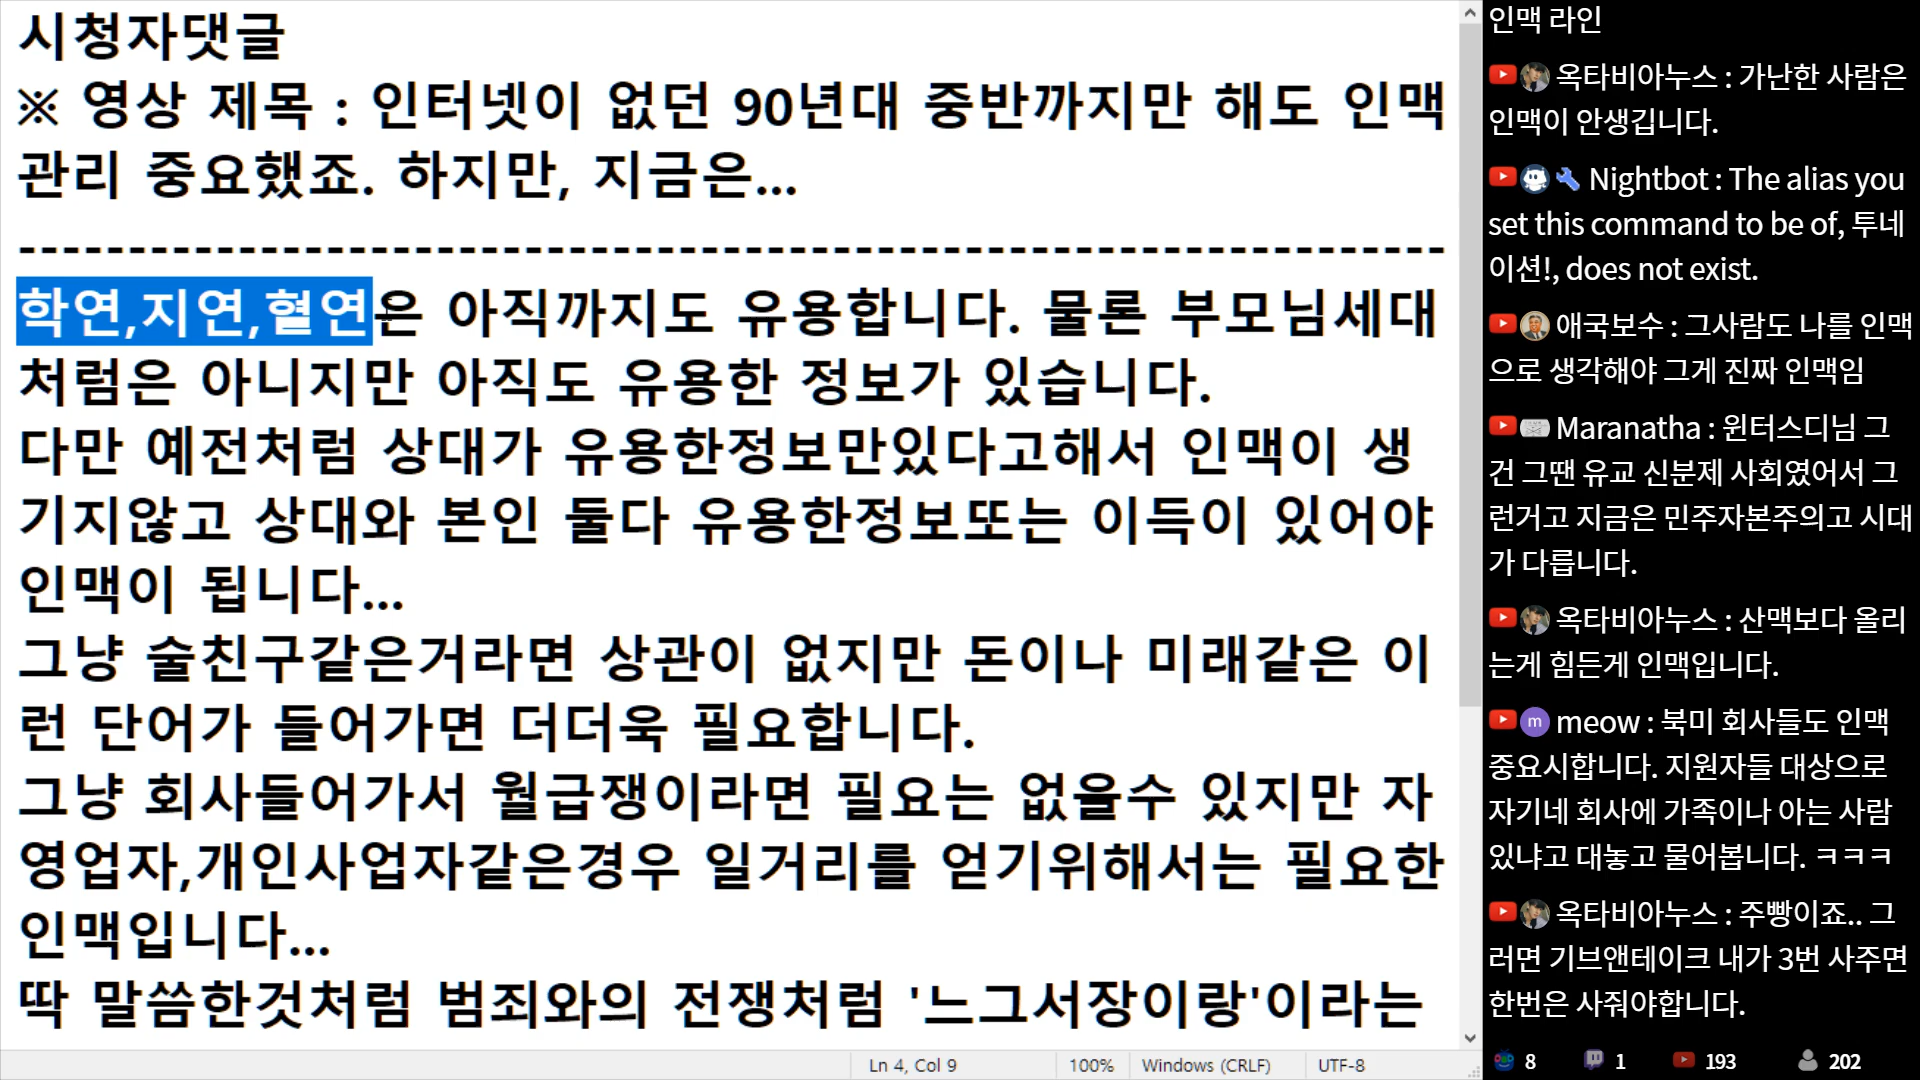 시청자댓글
※ 영상 제목 : 인터넷이 없던 90년대 중반까지만 해도 인맥
관리 중요했죠. 하지만, 지금은...
------------------------------------------------------------------
학연,지연,혈연은 아직까지도 유용합니다. 물론 부모님세대
처럼은 아니지만 아직도 유용한 정보가 있습니다.
다만 예전처럼 상대가 유용한정보만있다고해서 인맥이 생
기지않고 상대와 본인 둘다 유용한정보또는 이득이 있어야
인맥이 됩니다...
그냥 술친구같은거라면 상관이 없지만 돈이나 미래같은 이
런 단어가 들어가면 더더욱 필요합니다.
그냥 회사들어가서 월급쟁이라면 필요는 없을수 있지만 자
영업자,개인사업자같은경우 일거리를 얻기위해서는 필요한
인맥입니다...
딱 말씀한것처럼 범죄와의 전쟁처럼 '느그서장이랑'이라는
Ln 4, Col 9
100%
Windows (CRLF)
UTF-8
인맥 라인
옥타비아누스 : 가난한 사람은
인맥이 안생깁니다.
Nightbot : The alias you
set this command to be of, 투네
이션!, does not exist.
애국보수 : 그사람도 나를 인맥
으로 생각해야 그게 진짜 인맥임
Maranatha : 윈터스디님 그
건 그땐 유교 신분제 사회였어서 그
런거고 지금은 민주자본주의고 시대
가 다릅니다.
옥타비아누스 : 산맥보다 올리
는게 힘든게 인맥입니다.
m meow : 북미 회사들도 인맥
중요시합니다. 지원자들 대상으로
자기네 회사에 가족이나 아는 사람
있냐고 대놓고 물어봅니다. ㅋㅋㅋ
옥타비아누스 : 주빵이죠.. 그
러면 기브앤테이크 내가 3번 사주면
한번은 사줘야합니다.
8 1 193 202